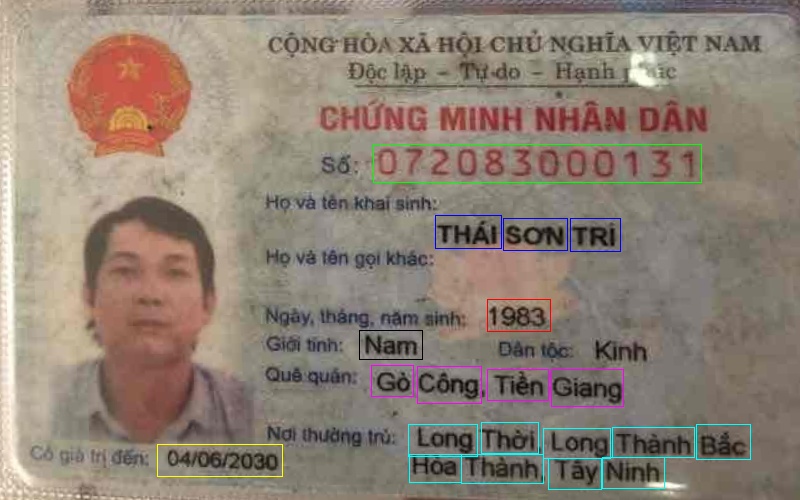 CỘNG HÒA XÃ HỘI CHỦ NGHĨA VIỆT NAM
Độc lập – Tự do – Hạnh
CHỨNG MINH NHÂN DÂN
Số: 072083000131
Họ và tên khai sinh:
THÁI SƠN TRÍ
Họ và tên gọi khác:
Ngày, tháng, năm sinh: 1983
Giới tính: Nam Dân tộc: Kinh
Quê quán: Gò Công, Tiền Giang
Nơi thường trú: Long Thời, Long Thành Bắc
Hòa Thành, Tây Ninh
Có giá trị đến: 04/06/2030